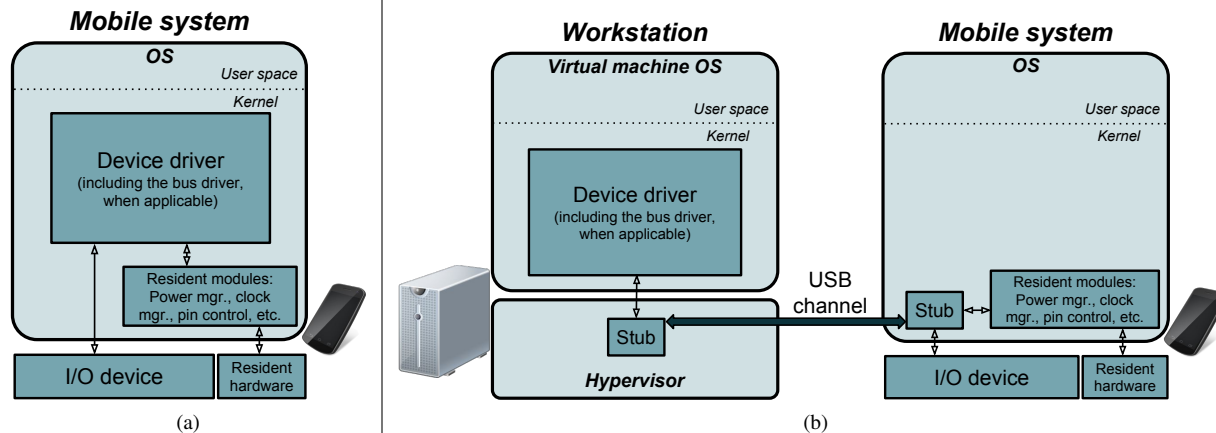 Mobile system
OS
User space
Kernel
Device driver
(including the bus driver,
when applicable)
Resident modules:
Power mgr., clock
mgr., pin control, etc.
I/O device
Resident
hardware
(a)
Workstation
Virtual machine OS
User space
Kernel
Device driver
(including the bus driver,
when applicable)
Stub
Hypervisor
USB
channel
Mobile system
OS
User space
Kernel
Stub
Resident modules:
Power mgr., clock
mgr., pin control, etc.
I/O device
Resident
hardware
(b)